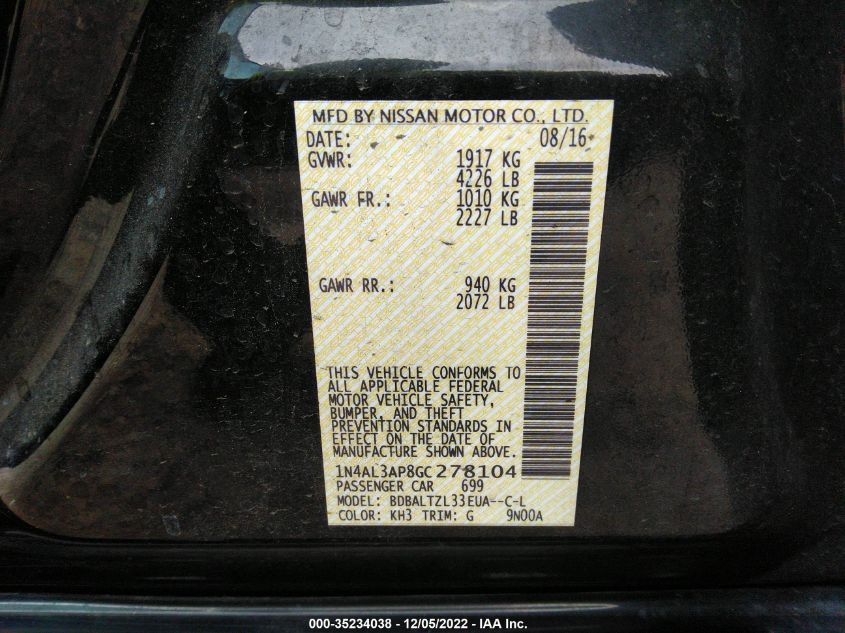 MFD BY NISSAN MOTOR CO., LTD.
DATE: 08/16
GVWR: 1917 KG
4226 LB
GAWR FR.: 1010 KG
2227 LB
GAWR RR.: 940 KG
2072 LB
THIS VEHICLE CONFORMS TO
ALL APPLICABLE FEDERAL
MOTOR VEHICLE SAFETY,
BUMPER, AND THEFT
PREVENTION STANDARDS IN
EFFECT ON THE DATE OF
MANUFACTURE SHOWN ABOVE.
1N4AL3AP8GC278104
PASSENGER CAR 699
MODEL: BDBALTZL33EUA--C-L
COLOR: KH3 TRIM: G 9N00A
000-35234038 - 12/05/2022 - IAA Inc.